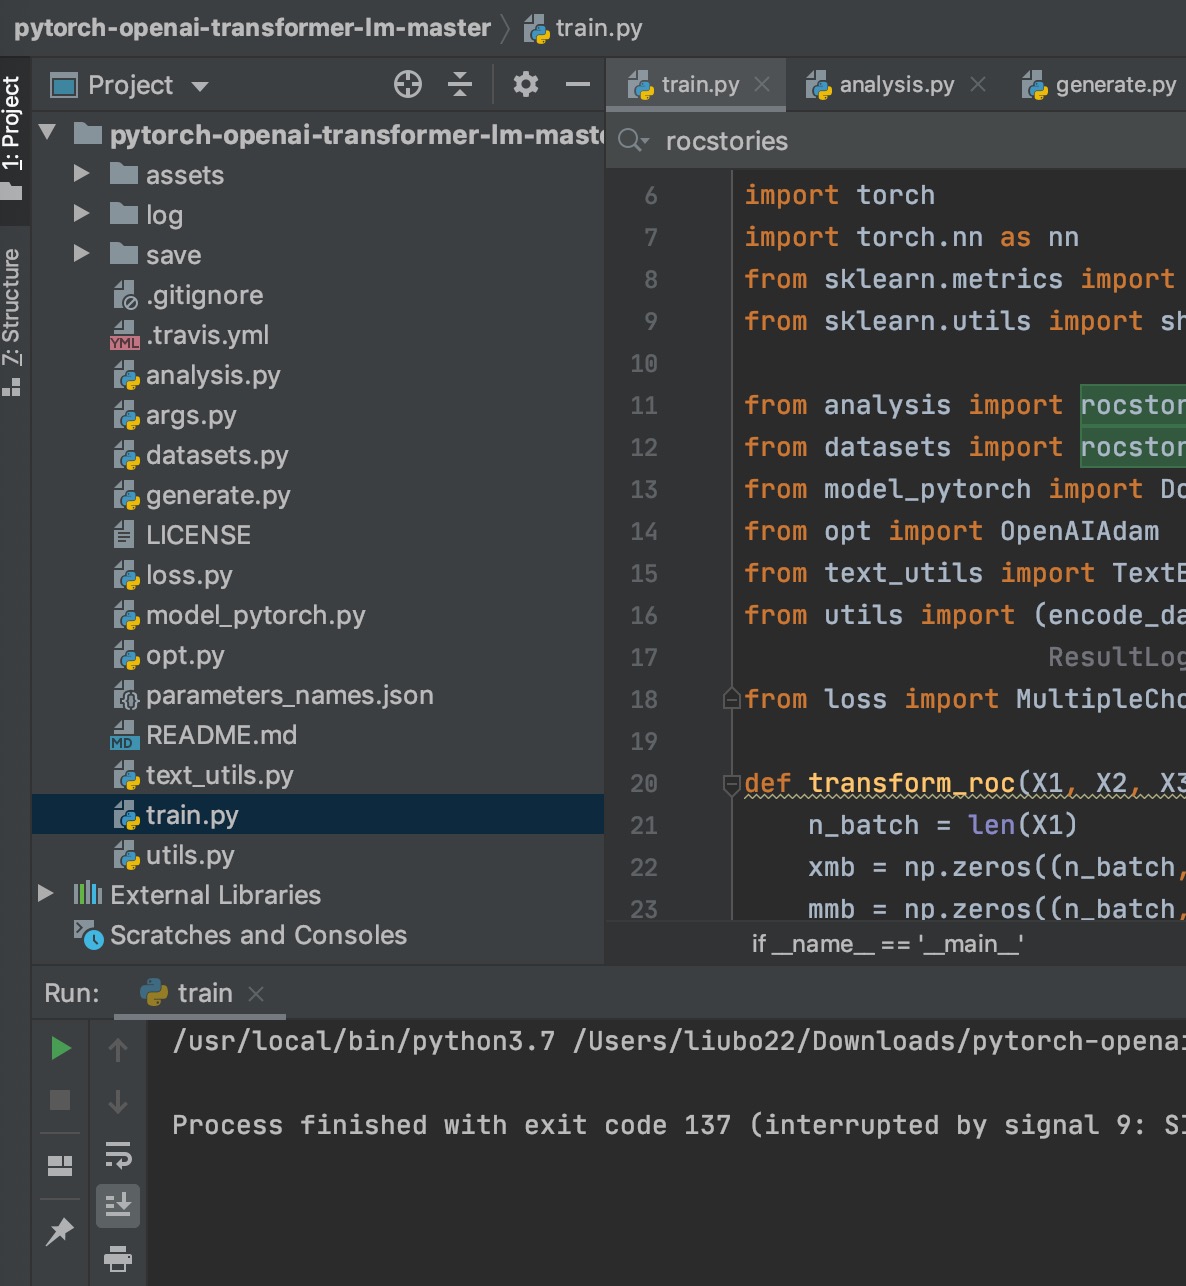 pytorch-openai-transformer-lm-master train.py
1: Project
7: Structure
Project
pytorch-openai-transformer-lm-maste
assets
log
save
.gitignore
.travis.yml
analysis.py
args.py
datasets.py
generate.py
LICENSE
loss.py
model_pytorch.py
opt.py
parameters_names.json
README.md
text_utils.py
train.py
utils.py
External Libraries
Scratches and Consoles
train.py analysis.py generate.py
rocstories
6 import torch
7 import torch.nn as nn
8 from sklearn.metrics import
9 from sklearn.utils import sh
10
11 from analysis import rocstor
12 from datasets import rocstor
13 from model_pytorch import Do
14 from opt import OpenAIAdam
15 from text_utils import TextE
16 from utils import (encode_da
17 ResultLog
18 from loss import MultipleCho
19
20 def transform_roc(X1, X2, X3
21 n_batch = len(X1)
22 xmb = np.zeros((n_batch,
23 mmb = np.zeros((n_batch,
if __name__ == '__main__'
Run: train
/usr/local/bin/python3.7 /Users/liubo22/Downloads/pytorch-openai
Process finished with exit code 137 (interrupted by signal 9: SI